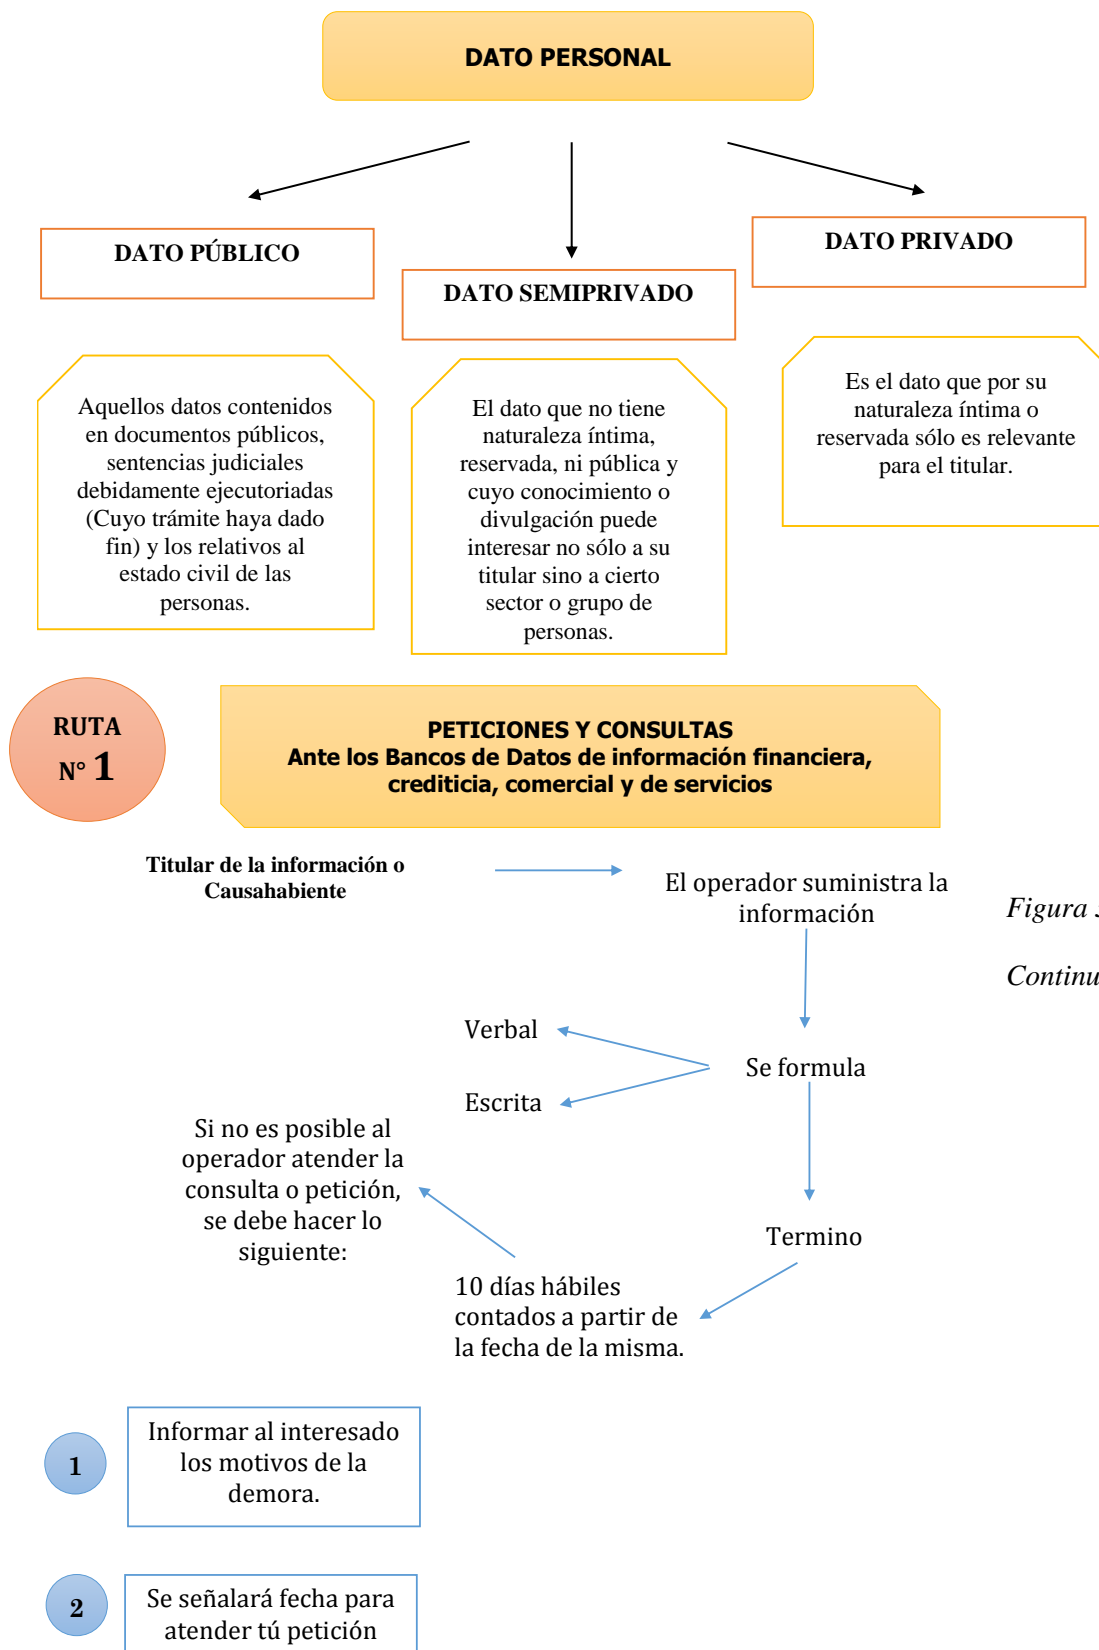 DATO PERSONAL
DATO PÚBLICO
DATO SEMIPRIVADO
DATO PRIVADO
Aquellos datos contenidos
en documentos públicos,
sentencias judiciales
debidamente ejecutoriadas
(Cuyo trámite haya dado
fin) y los relativos al
estado civil de las
personas.
El dato que no tiene
naturaleza íntima,
reservada, ni pública y
cuyo conocimiento o
divulgación puede
interesar no sólo a su
titular sino a cierto
sector o grupo de
personas.
Es el dato que por su
naturaleza íntima o
reservada sólo es relevante
para el titular.
RUTA
N° 1
PETICIONES Y CONSULTAS
Ante los Bancos de Datos de información financiera,
crediticia, comercial y de servicios
Titular de la información o
Causahabiente
El operador suministra la
información
Figura
Continu
Verbal
Se formula
Escrita
Si no es posible al
operador atender la
consulta o petición,
se debe hacer lo
siguiente:
Termino
10 días hábiles
contados a partir de
la fecha de la misma.
1
Informar al interesado
los motivos de la
demora.
2
Se señalará fecha para
atender tú petición